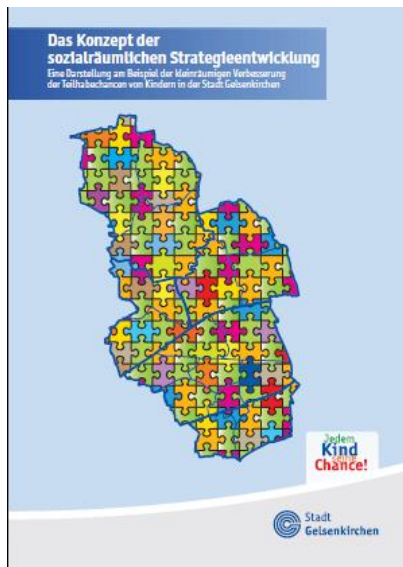 Das Konzept der
sozialräumlichen Strategieentwicklung
Eine Darstellung am Beispiel der kleinräumigen Verbesserung
der Teilhabechancen von Kindern in der Stadt Gelsenkirchen
Jedem
Kind
seine
Chance!
Stadt
Gelsenkirchen